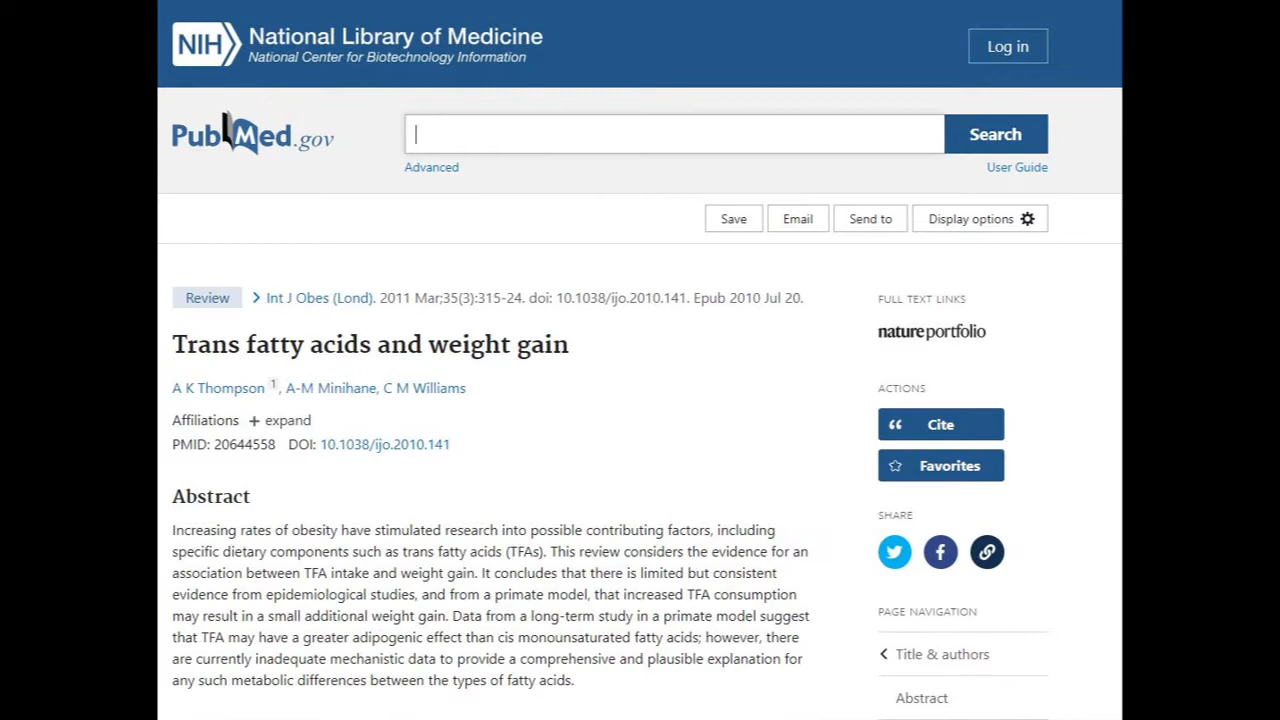 NIH National Library of Medicine
National Center for Biotechnology Information
Log in
PubMed.gov
Search
Advanced
User Guide
Save
Email
Send to
Display options
Review
Int J Obes (Lond). 2011 Mar;35(3):315-24. doi: 10.1038/ijo.2010.141. Epub 2010 Jul 20.
Trans fatty acids and weight gain
A K Thompson 1, A-M Minihane, C M Williams
Affiliations + expand
PMID: 20644558 DOI: 10.1038/ijo.2010.141
Abstract
Increasing rates of obesity have stimulated research into possible contributing factors, including
specific dietary components such as trans fatty acids (TFAs). This review considers the evidence for an
association between TFA intake and weight gain. It concludes that there is limited but consistent
evidence from epidemiological studies, and from a primate model, that increased TFA consumption
may result in a small additional weight gain. Data from a long-term study in a primate model suggest
that TFA may have a greater adipogenic effect than cis monounsaturated fatty acids; however, there
are currently inadequate mechanistic data to provide a comprehensive and plausible explanation for
any such metabolic differences between the types of fatty acids.
FULL TEXT LINKS
nature portfolio
ACTIONS
Cite
Favorites
SHARE
PAGE NAVIGATION
Title & authors
Abstract